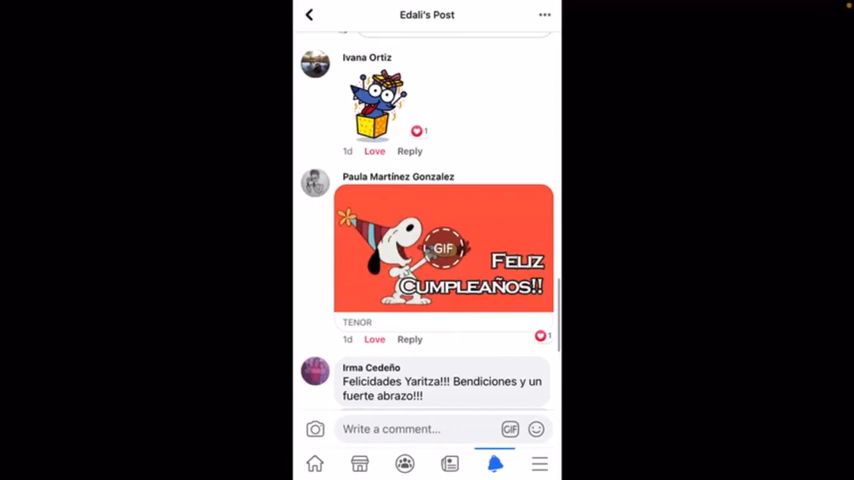 Edali's Post
Ivana Ortiz
1
1d Love Reply
Paula Martínez Gonzalez
GIF
FELIZ
CUMPLEAÑOS!!
TENOR
1d Love Reply
1
Irma Cedeño
Felicidades Yaritza!!! Bendiciones y un
fuerte abrazo!!!
Write a comment...
GIF